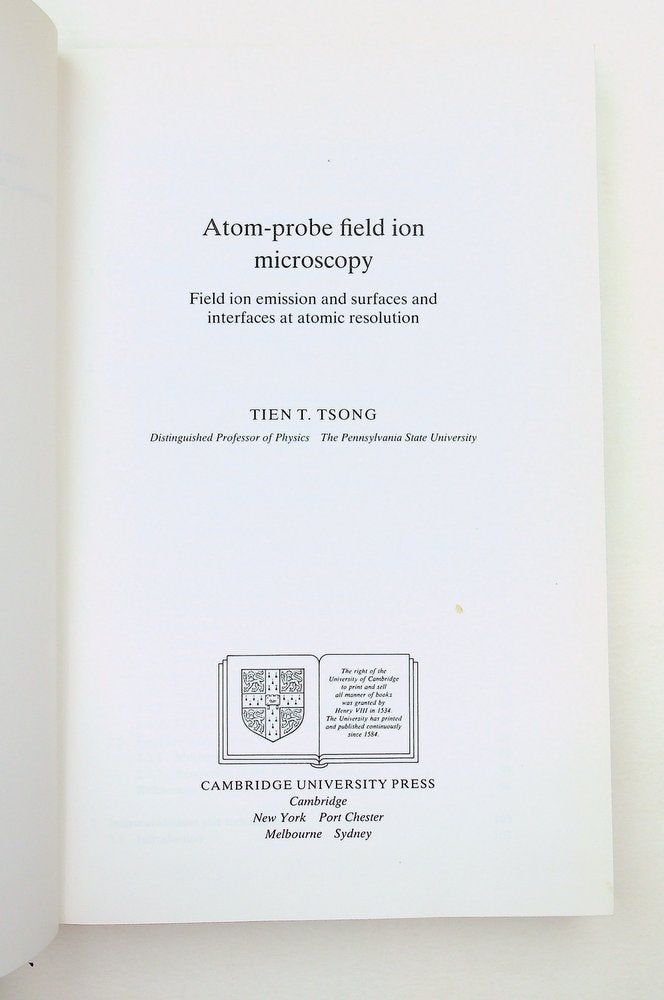 Atom-probe field ion
microscopy
Field ion emission and surfaces and
interfaces at atomic resolution
TIEN T. TSONG
Distinguished Professor of Physics The Pennsylvania State University
The right of the
University of Cambridge
to print and sell
all manner of books
was granted by
Henry VIII in 1534.
The University has printed
and published continuously
since 1584.
CAMBRIDGE UNIVERSITY PRESS
Cambridge
New York Port Chester
Melbourne Sydney